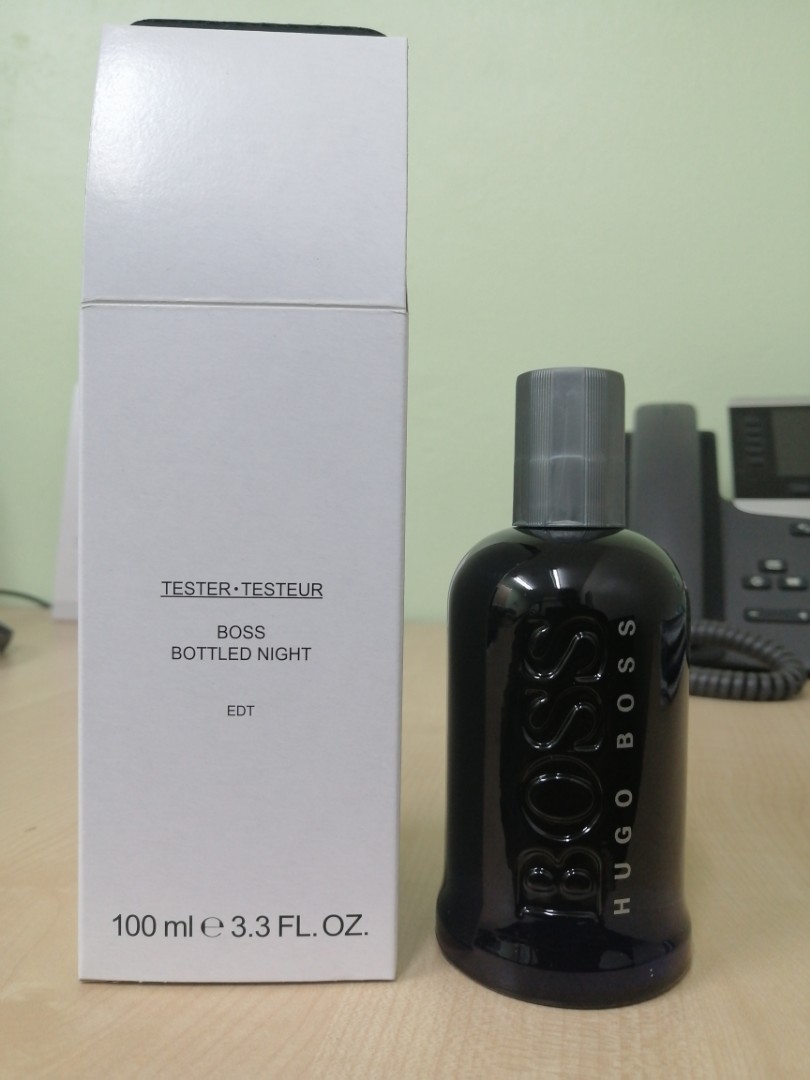 TESTER • TESTEUR
BOSS
BOTTLED NIGHT
EDT
100 ml ℮ 3.3 FL. OZ.
BOSS
HUGO BOSS